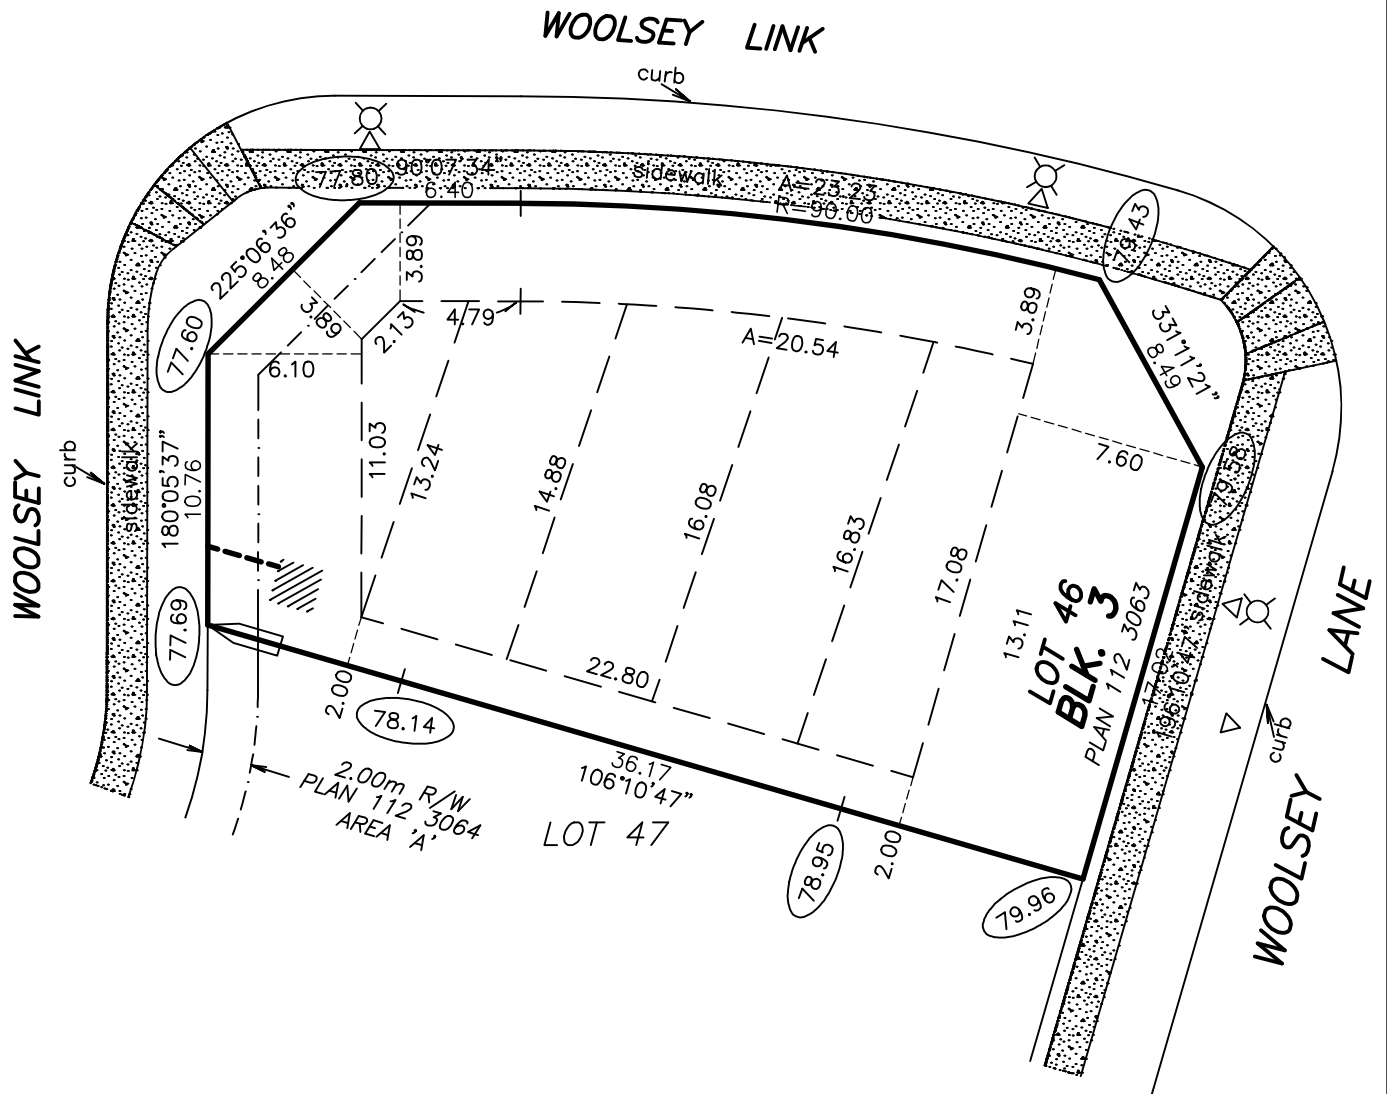 WOOLSEY LINK
curb
90°07'34"
77.80
6.40
sidewalk
A=23.23
R=90.00
79.43
225°06'36"
8.48
3.89
3.89
2.13
4.79
A=20.54
3.89
331°11'21"
8.49
77.60
6.10
WOOLSEY LINK
curb
sidewalk
180°05'37"
10.76
11.03
13.24
14.88
16.08
16.83
17.08
7.60
79.58
sidewalk
13.11
LOT 46
BLK. 3
PLAN 112 3063
17.02
196°10'47"
WOOLSEY LANE
curb
77.69
2.00
78.14
22.80
36.17
106°10'47"
2.00m R/W
PLAN 112 3064
AREA 'A'
LOT 47
78.95
2.00
79.96